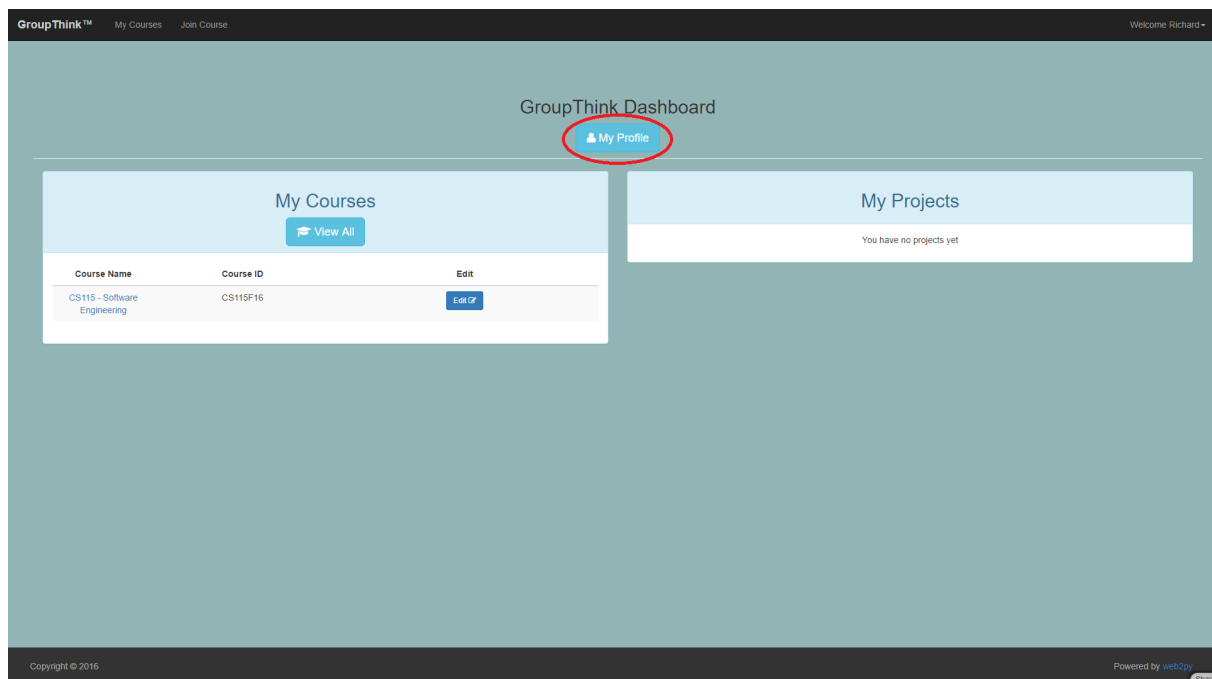 GroupThink™ My Courses Join Course Welcome Richard
GroupThink Dashboard
My Profile
My Courses
View All
Course Name Course ID Edit
CS115 - Software CS115F16 Edit
Engineering
My Projects
You have no projects yet
Copyright © 2016 Powered by web2py